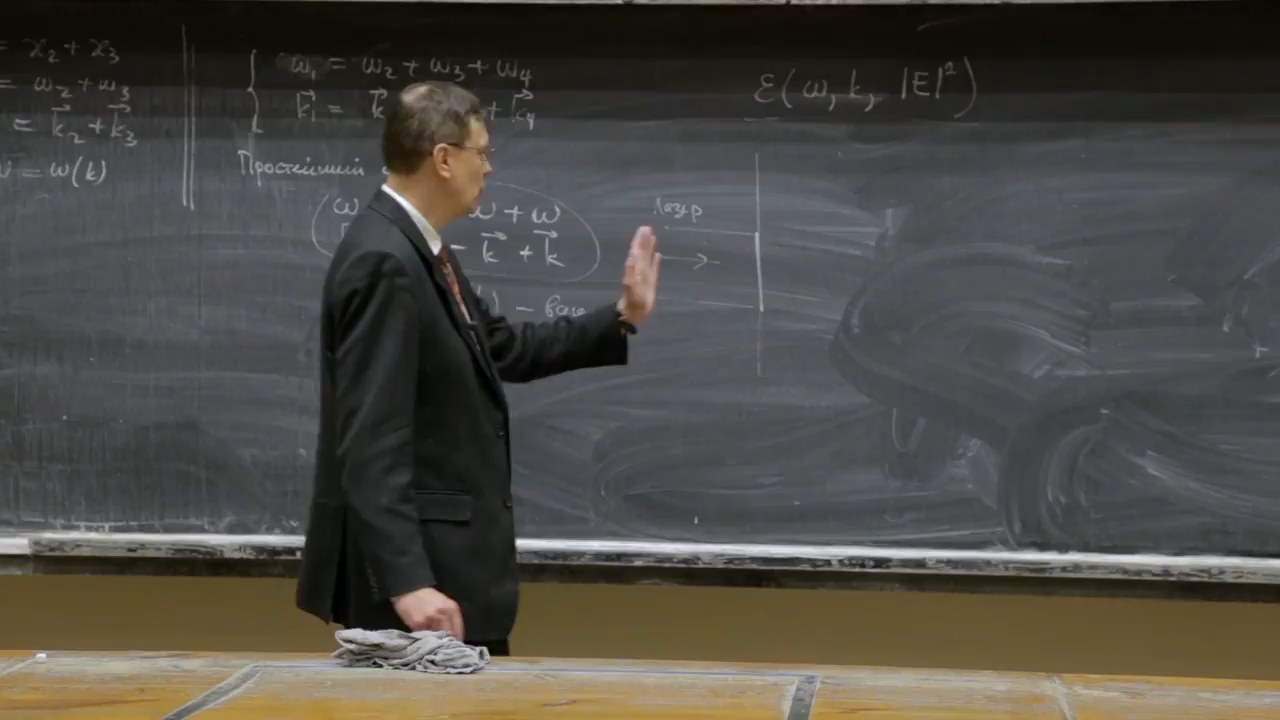 = x₂ + x₃
= ω₂ + ω₃
= k⃗₂ + k⃗₃
= ω(k)
ω₁ = ω₂ + ω₃ + ω₄
k⃗₁ = k⃗ + k⃗₄
Простейший
ω ω + ω
= k⃗ + k⃗
Лазер
ε(ω, k, |E|²)